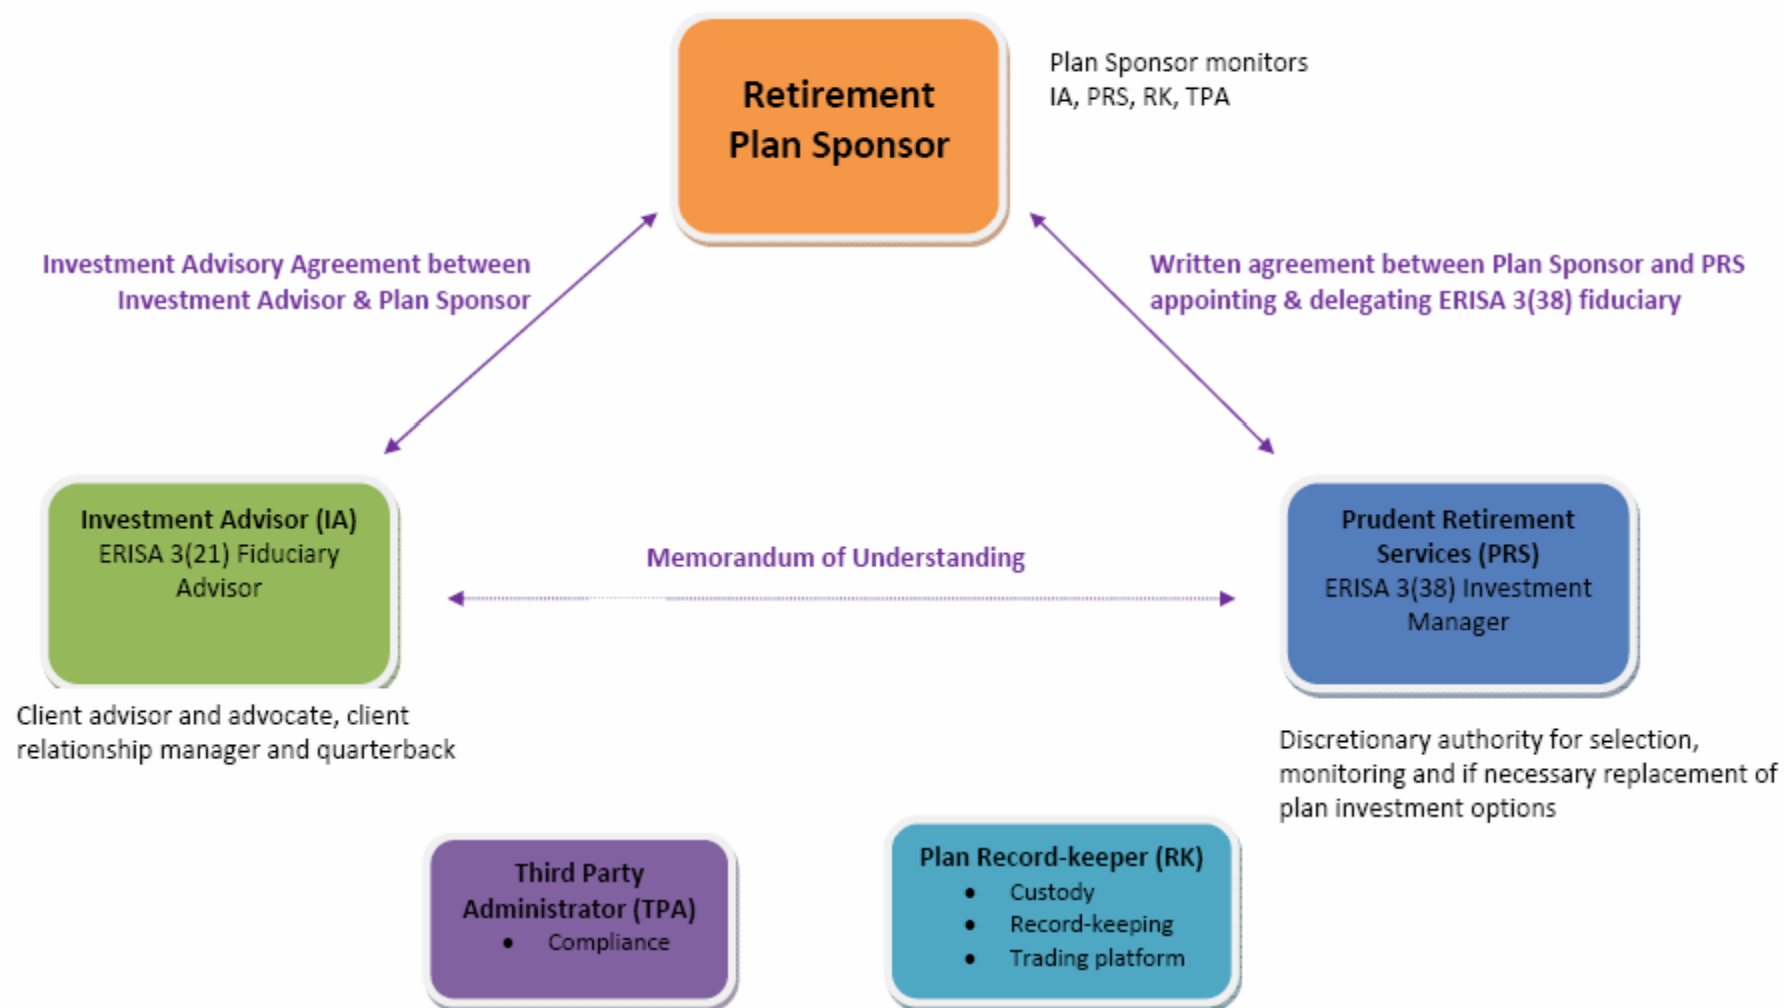 Retirement
Plan Sponsor
Plan Sponsor monitors
IA, PRS, RK, TPA
Investment Advisory Agreement between
Investment Advisor & Plan Sponsor
Written agreement between Plan Sponsor and PRS
appointing & delegating ERISA 3(38) fiduciary
Investment Advisor (IA)
ERISA 3(21) Fiduciary
Advisor
Memorandum of Understanding
Prudent Retirement
Services (PRS)
ERISA 3(38) Investment
Manager
Client advisor and advocate, client
relationship manager and quarterback
Discretionary authority for selection,
monitoring and if necessary replacement of
plan investment options
Third Party
Administrator (TPA)
• Compliance
Plan Record-keeper (RK)
• Custody
• Record-keeping
• Trading platform